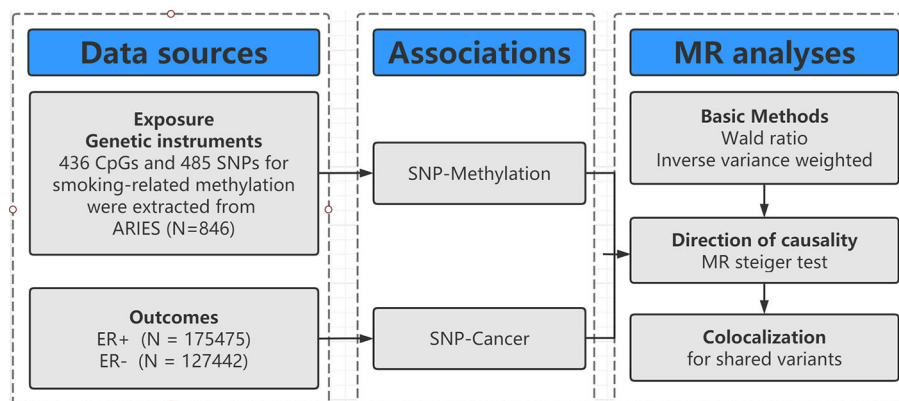 Data sources
Exposure
Genetic instruments
436 CpGs and 485 SNPs for
smoking-related methylation
were extracted from
ARIES (N=846)
Outcomes
ER+ (N = 175475)
ER- (N = 127442)
Associations
SNP-Methylation
SNP-Cancer
MR analyses
Basic Methods
Wald ratio
Inverse variance weighted
Direction of causality
MR steiger test
Colocalization
for shared variants